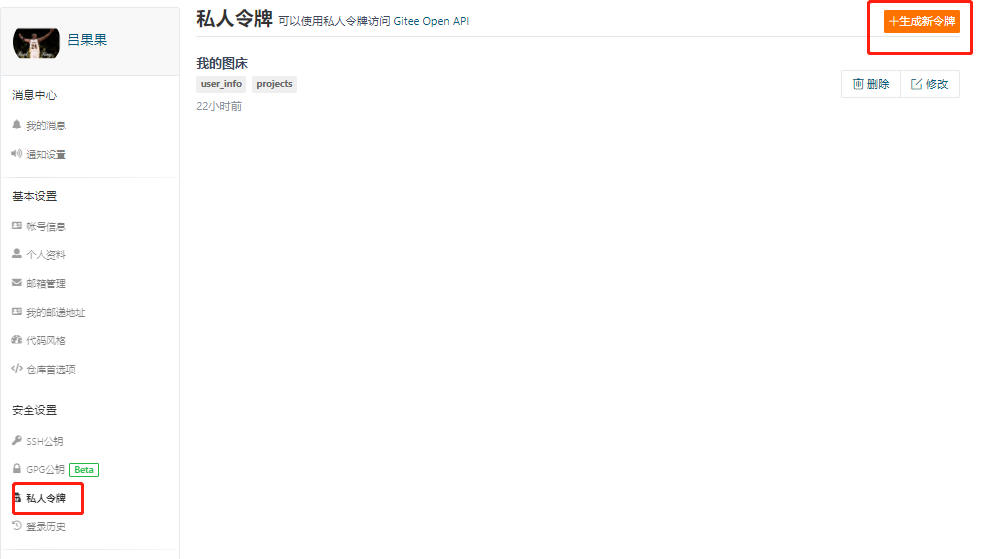 吕果果
消息中心
我的消息
通知设置
基本设置
帐号信息
个人资料
邮箱管理
我的邮递地址
代码风格
仓库首选项
安全设置
SSH公钥
GPG公钥 Beta
私人令牌
登录历史
私人令牌 可以使用私人令牌访问 Gitee Open API
+生成新令牌
我的图床
user_info projects
22小时前
删除 修改